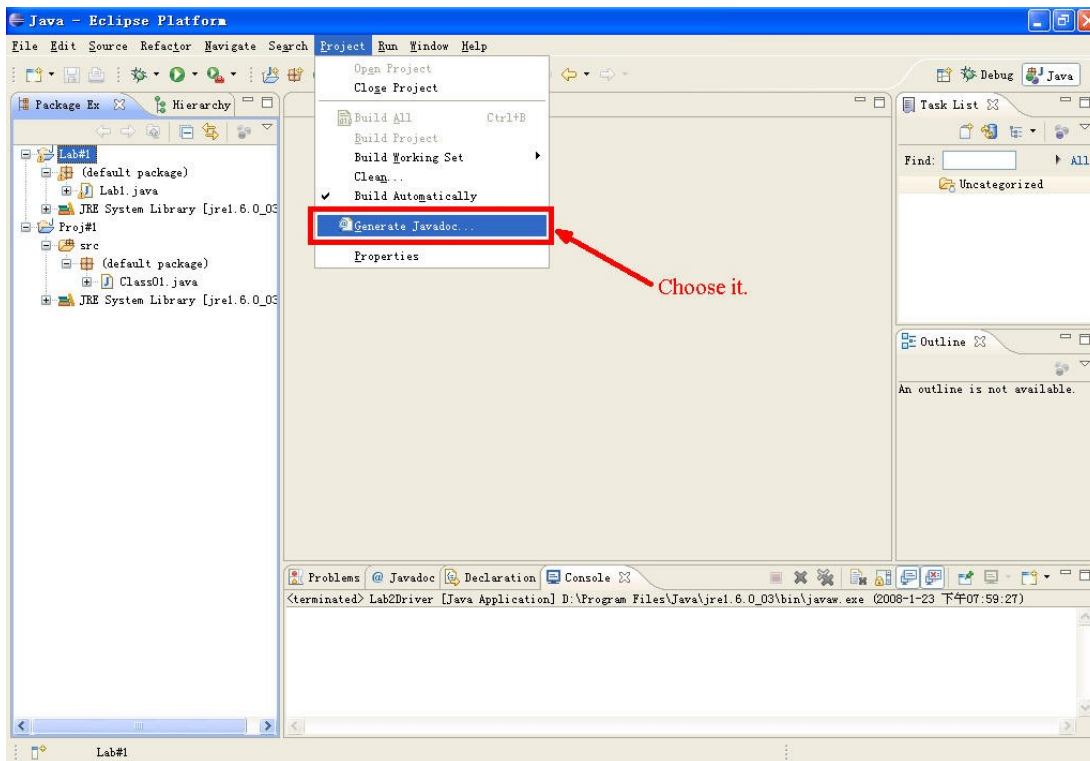 Java - Eclipse Platform
File Edit Source Refactor Navigate Search Project Run Window Help
Debug Java
Package Ex Hierarchy
Open Project
Close Project
Build All Ctrl+B
Build Project
Build Working Set
Clean...
Build Automatically
Generate Javadoc...
Properties
Choose it.
Lab#1
(default package)
Lab1.java
JRE System Library [jre1.6.0_03
Proj#1
src
(default package)
Class01.java
JRE System Library [jre1.6.0_03
Task List
Find: All
Uncategorized
Outline
An outline is not available.
Problems @ Javadoc Declaration Console
<terminated> Lab2Driver [Java Application] D:\Program Files\Java\jre1.6.0_03\bin\javaw.exe (2008-1-23 下午07:59:27)
Lab#1